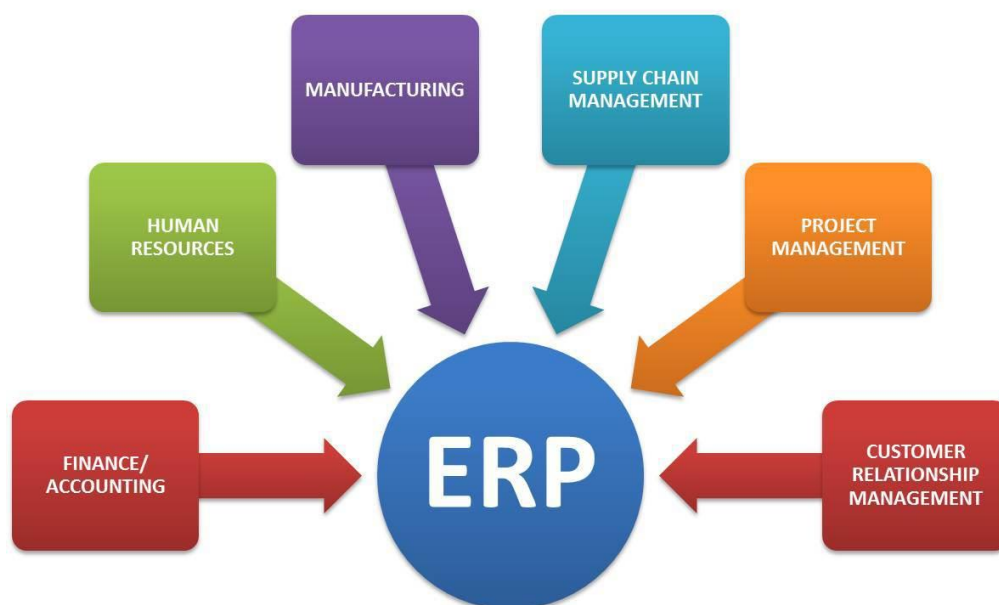 MANUFACTURING
SUPPLY CHAIN
MANAGEMENT
HUMAN
RESOURCES
PROJECT
MANAGEMENT
FINANCE/
ACCOUNTING
ERP
CUSTOMER
RELATIONSHIP
MANAGEMENT